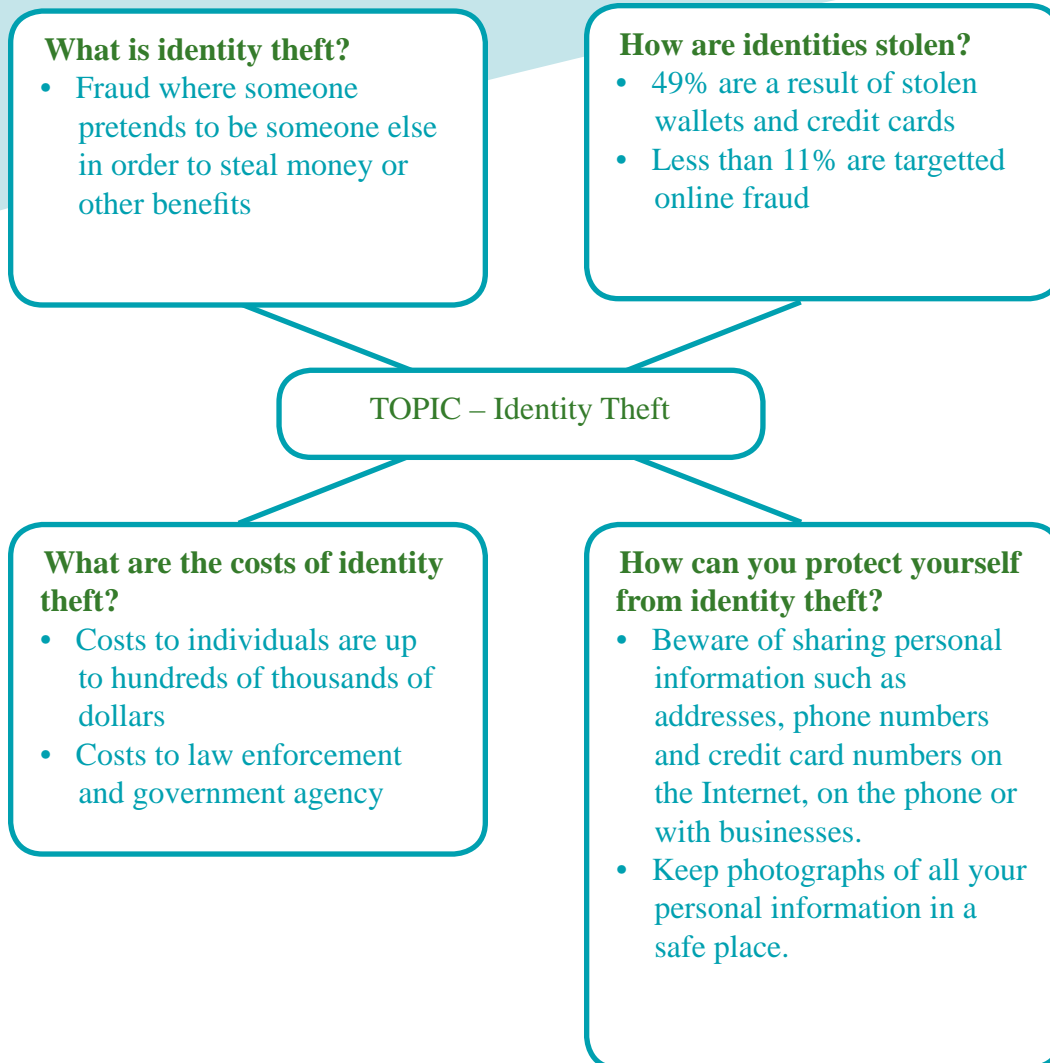 What is identity theft?
• Fraud where someone
pretends to be someone else
in order to steal money or
other benefits
How are identities stolen?
• 49% are a result of stolen
wallets and credit cards
• Less than 11% are targetted
online fraud
TOPIC – Identity Theft
What are the costs of identity
theft?
• Costs to individuals are up
to hundreds of thousands of
dollars
• Costs to law enforcement
and government agency
How can you protect yourself
from identity theft?
• Beware of sharing personal
information such as
addresses, phone numbers
and credit card numbers on
the Internet, on the phone or
with businesses.
• Keep photographs of all your
personal information in a
safe place.